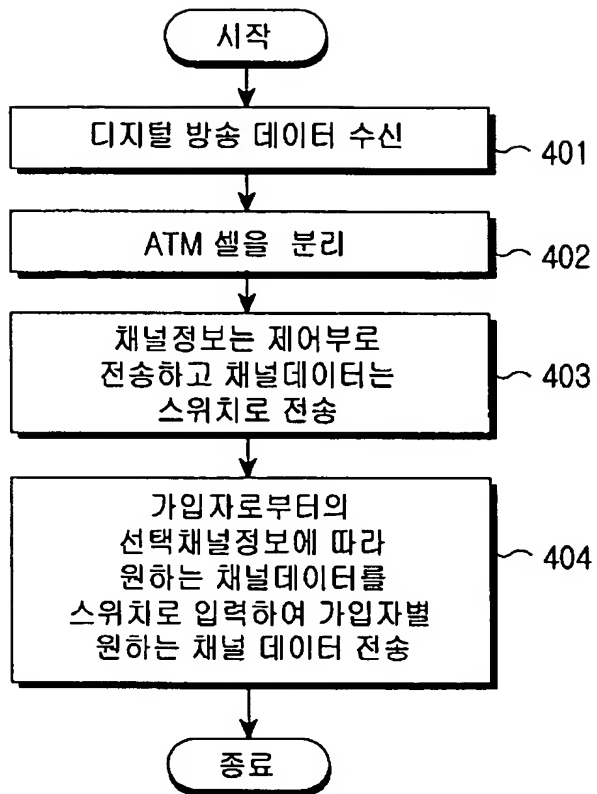 시작
디지털 방송 데이터 수신
401
ATM 셀을 분리
402
채널정보는 제어부로
전송하고 채널데이터는
스위치로 전송
403
가입자로부터의
선택채널정보에 따라
원하는 채널데이터를
스위치로 입력하여 가입자별
원하는 채널 데이터 전송
404
종료